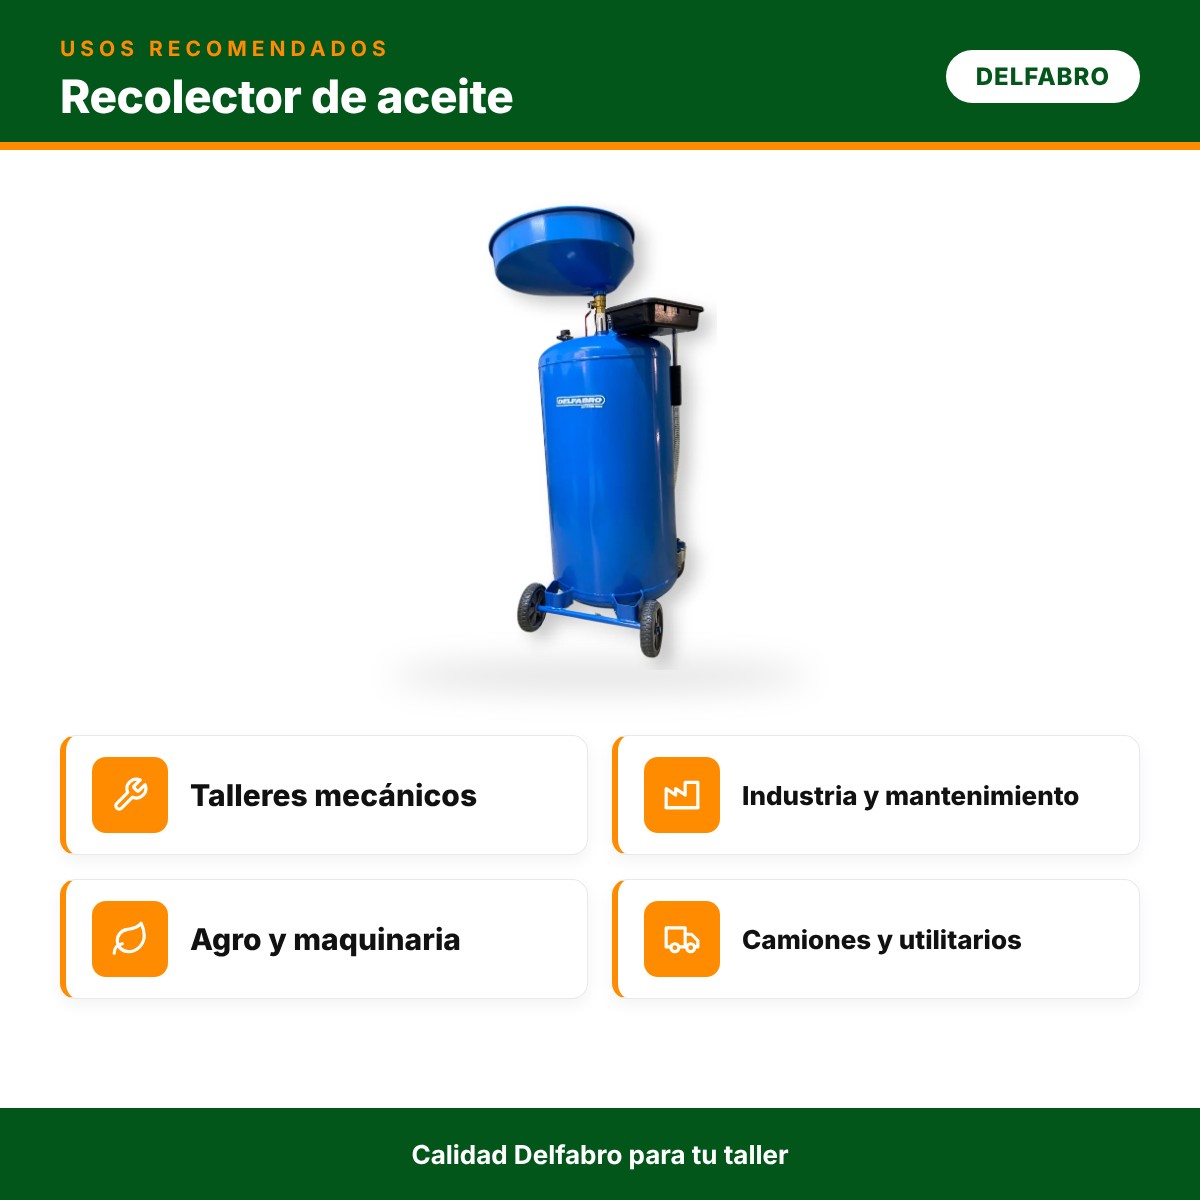 USOS RECOMENDADOS
Recolector de aceite
DELFABRO
DELFABRO
Talleres mecánicos
Industria y mantenimiento
Agro y maquinaria
Camiones y utilitarios
Calidad Delfabro para tu taller